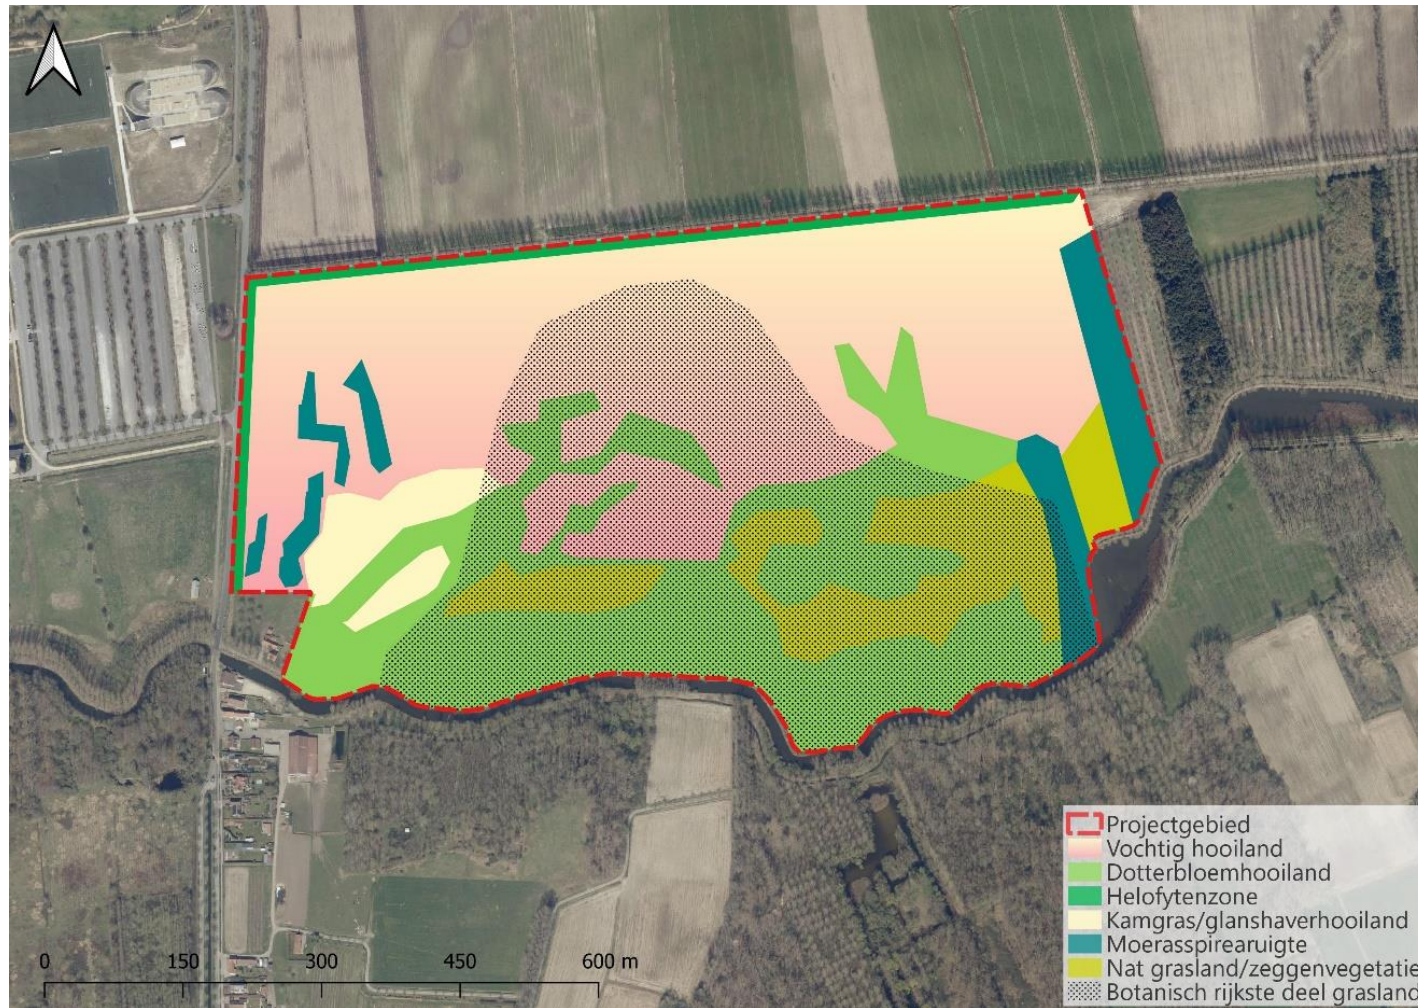 Projectgebied
Vochtig hooiland
Dotterbloemhooiland
Helofytenzone
Kamgras/glanshaverhooiland
Moerasspirearuigte
Nat grasland/zeggenvegetatie
Botanisch rijkste deel grasland
0 150 300 450 600 m